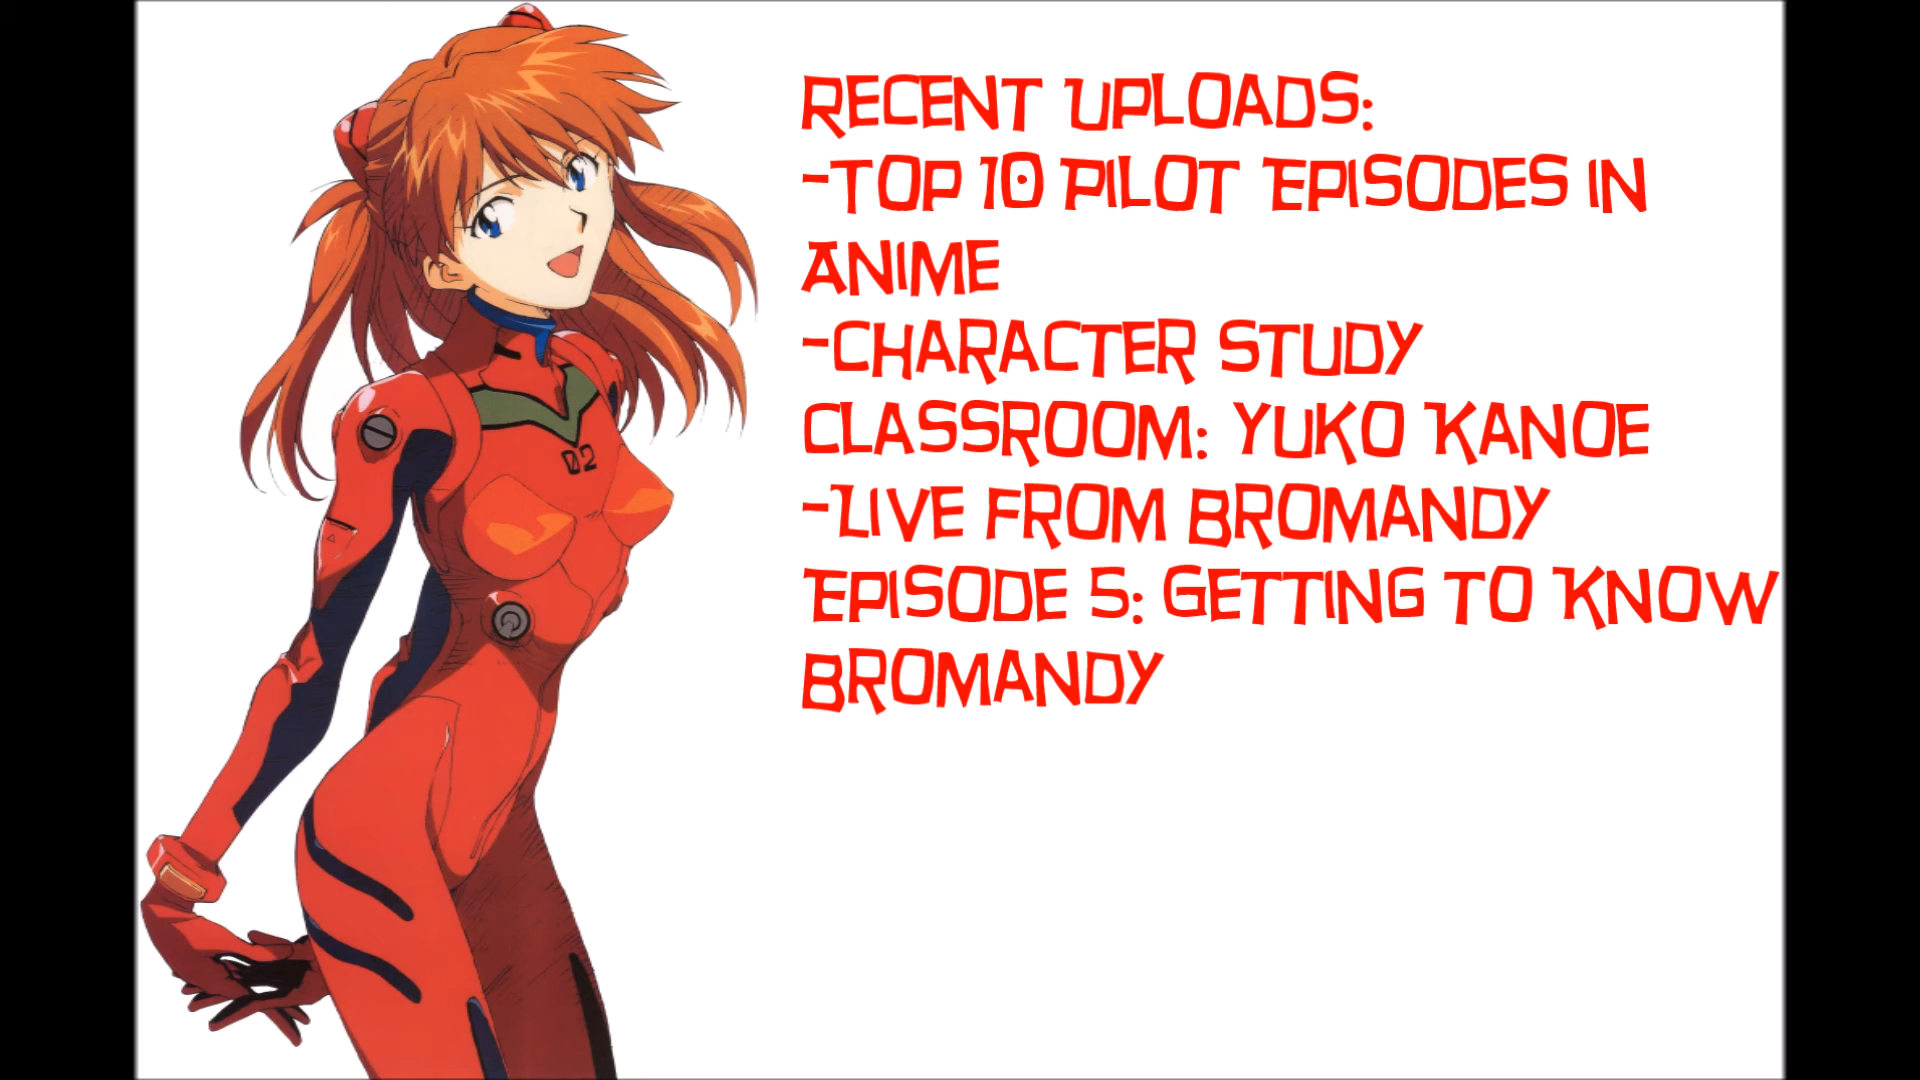 Recent Uploads:
-Top 10 Pilot Episodes in
Anime
-Character Study
Classroom: Yuko Kanoe
-Live from Bromandy
Episode 5: Getting to Know
Bromandy
02